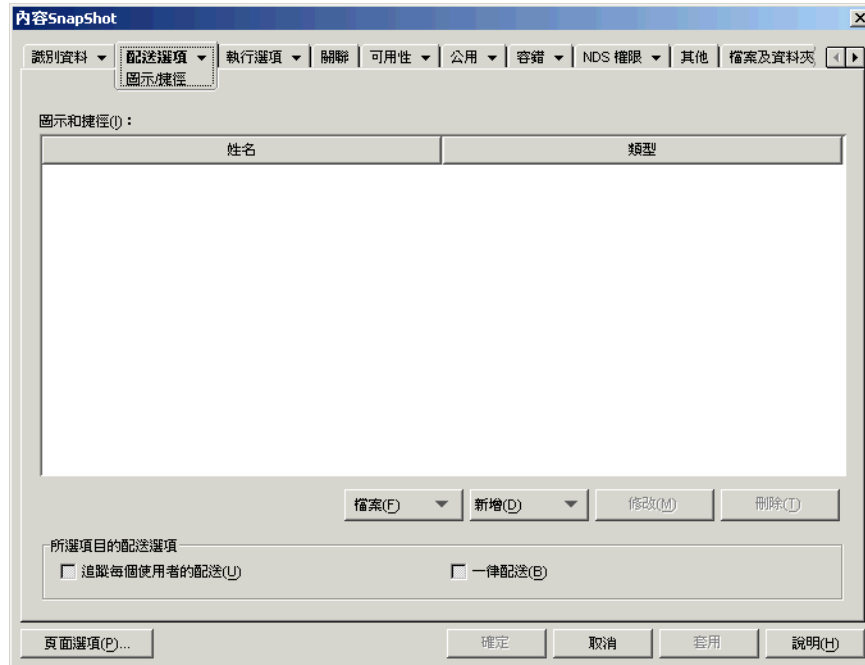 內容SnapShot
識別資料 配送選項 執行選項 關聯 可用性 公用 容錯 NDS 權限 其他 檔案及資料夾
圖示/捷徑
圖示和捷徑(I)：
姓名 類型
檔案(F) 新增(D) 修改(M) 刪除(T)
所選項目的配送選項
追蹤每個使用者的配送(U) 一律配送(B)
頁面選項(P)... 確定 取消 套用 說明(H)